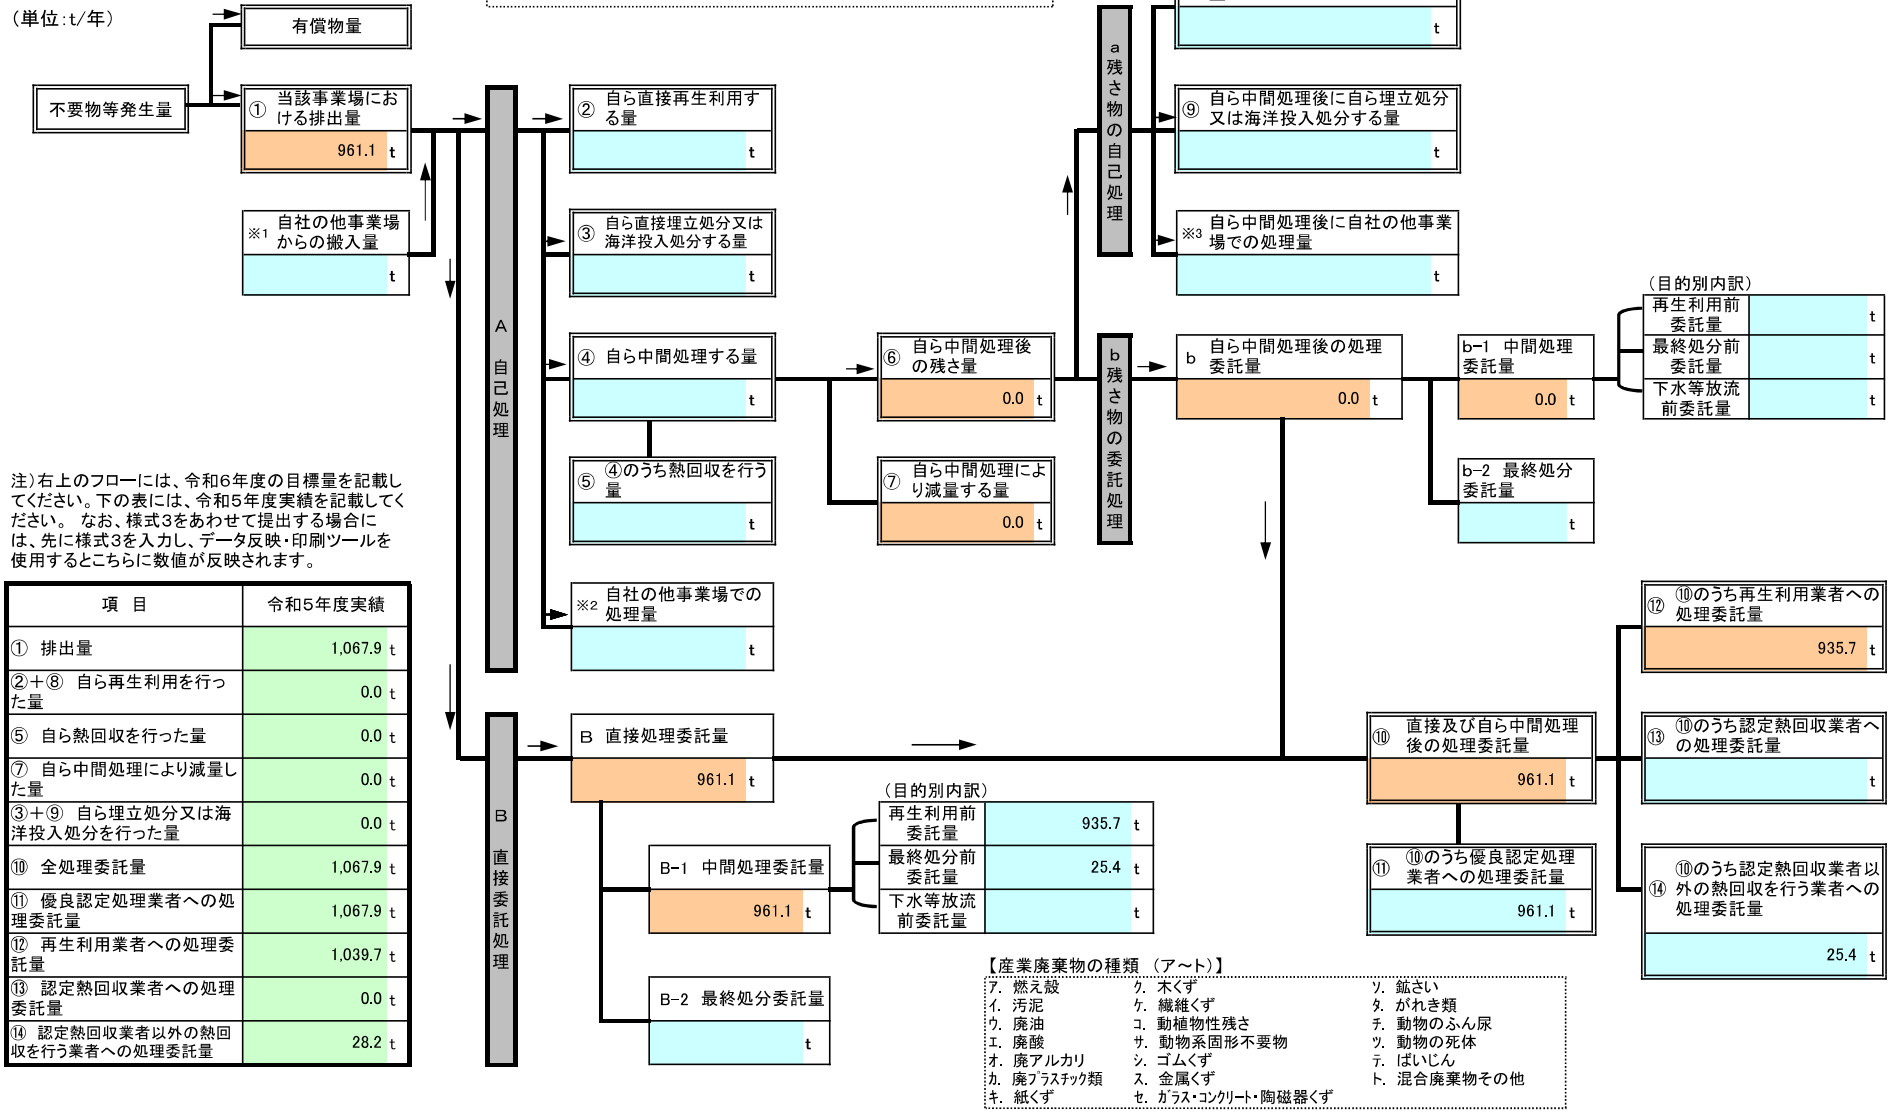 (単位:t/年)
有償物量
不要物等発生量
① 当該事業場にお
ける排出量
961.1 t
※1 自社の他事業場
からの搬入量
t
A 自己処理
② 自ら直接再生利用す
る量
t
③ 自ら直接埋立処分又は
海洋投入処分する量
t
④ 自ら中間処理する量
t
⑤ ④のうち熱回収を行う
量
t
※2 自社の他事業場での
処理量
t
⑥ 自ら中間処理後
の残さ量
0.0 t
⑦ 自ら中間処理によ
り減量する量
0.0 t
a 残さ物の自己処理
t
⑨ 自ら中間処理後に自ら埋立処分
又は海洋投入処分する量
t
※3 自ら中間処理後に自社の他事業
場での処理量
t
b 残さ物の委託処理
b 自ら中間処理後の処理
委託量
0.0 t
b-1 中間処理
委託量
0.0 t
b-2 最終処分
委託量
t
(目的別内訳)
再生利用前
委託量
t
最終処分前
委託量
t
下水等放流
前委託量
t
注)右上のフローには、令和6年度の目標量を記載し
てください。下の表には、令和5年度実績を記載してく
ださい。 なお、様式3をあわせて提出する場合に
は、先に様式3を入力し、データ反映・印刷ツールを
使用するとこちらに数値が反映されます。
項 目 令和5年度実績
① 排出量 1,067.9 t
②+⑧ 自ら再生利用を行っ
た量 0.0 t
⑤ 自ら熱回収を行った量 0.0 t
⑦ 自ら中間処理により減量し
た量 0.0 t
③+⑨ 自ら埋立処分又は海
洋投入処分を行った量 0.0 t
⑩ 全処理委託量 1,067.9 t
⑪ 優良認定処理業者への処
理委託量 1,067.9 t
⑫ 再生利用業者への処理委
託量 1,039.7 t
⑬ 認定熱回収業者への処理
委託量 0.0 t
⑭ 認定熱回収業者以外の熱回
収を行う業者への処理委託量 28.2 t
B 直接委託処理
B 直接処理委託量
961.1 t
B-1 中間処理委託量
961.1 t
B-2 最終処分委託量
t
(目的別内訳)
再生利用前
委託量
935.7 t
最終処分前
委託量
25.4 t
下水等放流
前委託量
t
⑩ 直接及び自ら中間処理
後の処理委託量
961.1 t
⑪ ⑩のうち優良認定処理
業者への処理委託量
961.1 t
⑫ ⑩のうち再生利用業者への
処理委託量
935.7 t
⑬ ⑩のうち認定熱回収業者へ
の処理委託量
t
⑭ ⑩のうち認定熱回収業者以
外の熱回収を行う業者への
処理委託量
25.4 t
【産業廃棄物の種類 (ア~ト)】
ア. 燃え殻 ク. 木くず ソ. 鉱さい
イ. 汚泥 ケ. 繊維くず タ. がれき類
ウ. 廃油 コ. 動植物性残さ チ. 動物のふん尿
エ. 廃酸 サ. 動物系固形不要物 ツ. 動物の死体
オ. 廃アルカリ シ. ゴムくず テ. ばいじん
カ. 廃プラスチック類 ス. 金属くず ト. 混合廃棄物その他
キ. 紙くず セ. ガラス・コンクリート・陶磁器くず